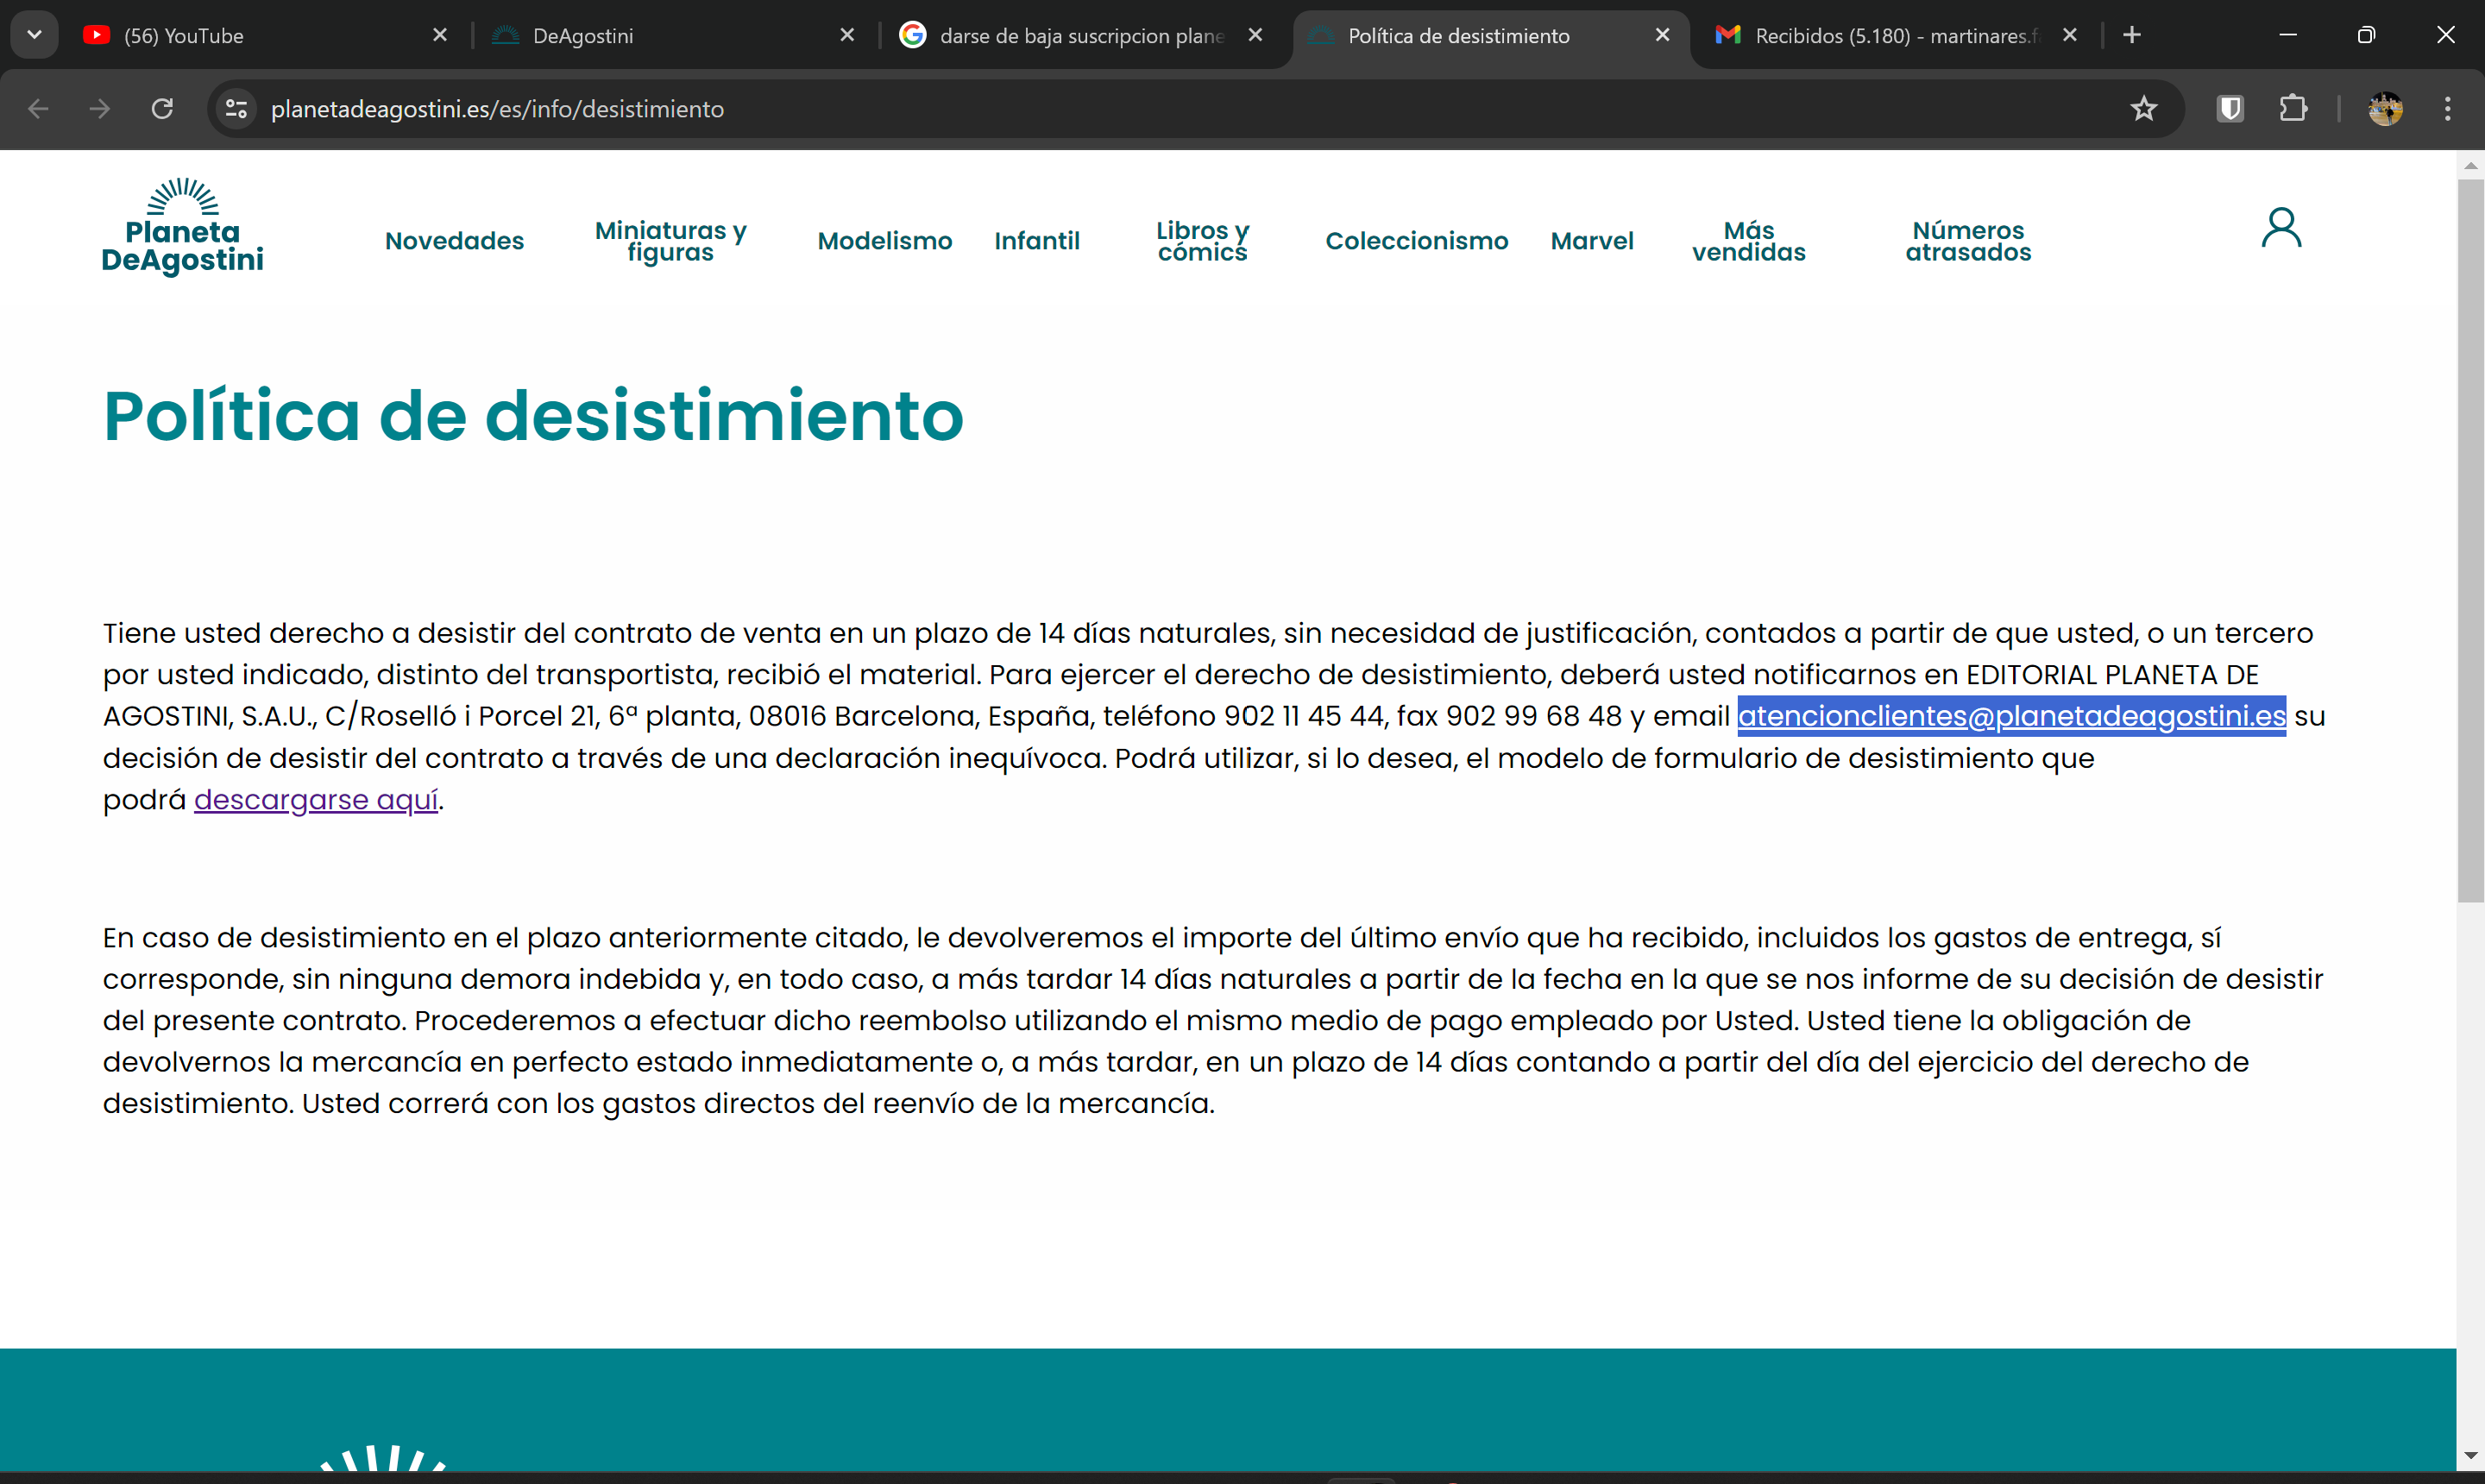 (56) YouTube
DeAgostini
darse de baja suscripcion plane
Política de desistimiento
Recibidos (5.180) - martinares.f
planetadeagostini.es/es/info/desistimiento
Planeta
DeAgostini
Novedades
Miniaturas y
figuras
Modelismo
Infantil
Libros y
cómics
Coleccionismo
Marvel
Más
vendidas
Números
atrasados
Política de desistimiento
Tiene usted derecho a desistir del contrato de venta en un plazo de 14 días naturales, sin necesidad de justificación, contados a partir de que usted, o un tercero
por usted indicado, distinto del transportista, recibió el material. Para ejercer el derecho de desistimiento, deberá usted notificarnos en EDITORIAL PLANETA DE
AGOSTINI, S.A.U., C/Roselló i Porcel 21, 6ª planta, 08016 Barcelona, España, teléfono 902 11 45 44, fax 902 99 68 48 y email atencionclientes@planetadeagostini.es su
decisión de desistir del contrato a través de una declaración inequívoca. Podrá utilizar, si lo desea, el modelo de formulario de desistimiento que
podrá descargarse aquí.
En caso de desistimiento en el plazo anteriormente citado, le devolveremos el importe del último envío que ha recibido, incluidos los gastos de entrega, sí
corresponde, sin ninguna demora indebida y, en todo caso, a más tardar 14 días naturales a partir de la fecha en la que se nos informe de su decisión de desistir
del presente contrato. Procederemos a efectuar dicho reembolso utilizando el mismo medio de pago empleado por Usted. Usted tiene la obligación de
devolvernos la mercancía en perfecto estado inmediatamente o, a más tardar, en un plazo de 14 días contando a partir del día del ejercicio del derecho de
desistimiento. Usted correrá con los gastos directos del reenvío de la mercancía.